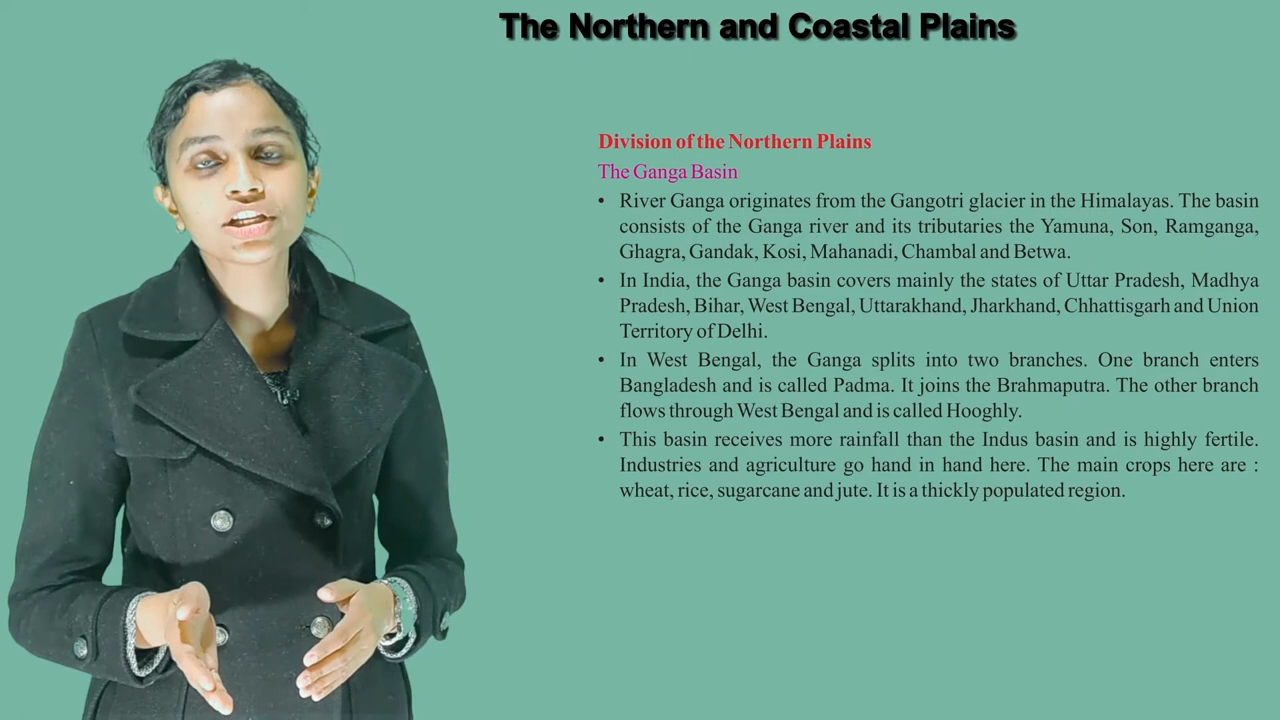 The Northern and Coastal Plains
Division of the Northern Plains
The Ganga Basin
• River Ganga originates from the Gangotri glacier in the Himalayas. The basin
consists of the Ganga river and its tributaries the Yamuna, Son, Ramganga,
Ghagra, Gandak, Kosi, Mahanadi, Chambal and Betwa.
• In India, the Ganga basin covers mainly the states of Uttar Pradesh, Madhya
Pradesh, Bihar, West Bengal, Uttarakhand, Jharkhand, Chhattisgarh and Union
Territory of Delhi.
• In West Bengal, the Ganga splits into two branches. One branch enters
Bangladesh and is called Padma. It joins the Brahmaputra. The other branch
flows through West Bengal and is called Hooghly.
• This basin receives more rainfall than the Indus basin and is highly fertile.
Industries and agriculture go hand in hand here. The main crops here are :
wheat, rice, sugarcane and jute. It is a thickly populated region.